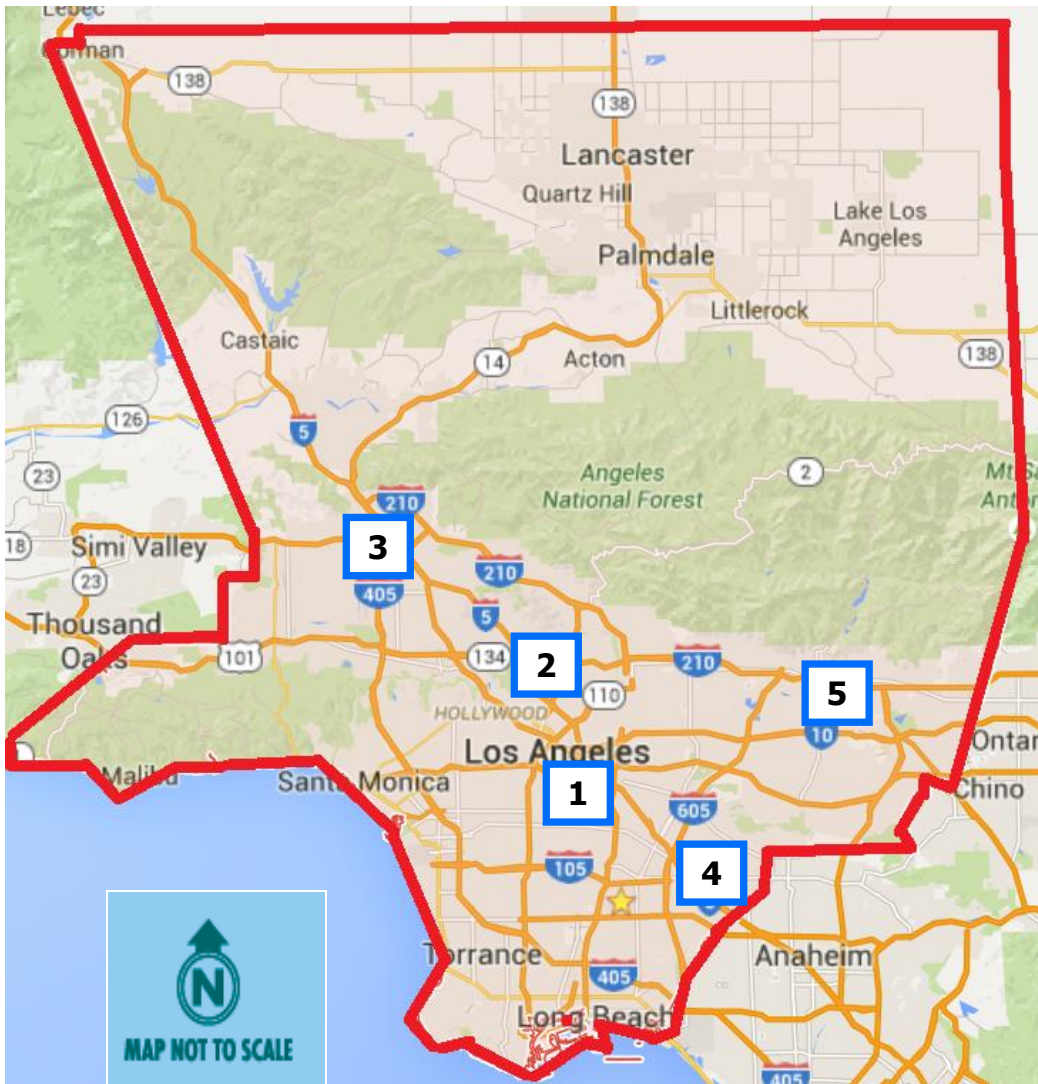 Lebec
Gorman
138
138
Lancaster
Quartz Hill
Lake Los
Angeles
Palmdale
Littlerock
Castaic
14
Acton
138
126
5
23
Angeles
National Forest
2
210
18
Simi Valley
3
23
405
210
5
Thousand
Oaks
101
134
2
210
5
110
HOLLYWOOD
10
Los Angeles
Malibu
Santa Monica
1
605
Chino
105
4
Torrance
Anaheim
405
Long Beach
N
MAP NOT TO SCALE
405